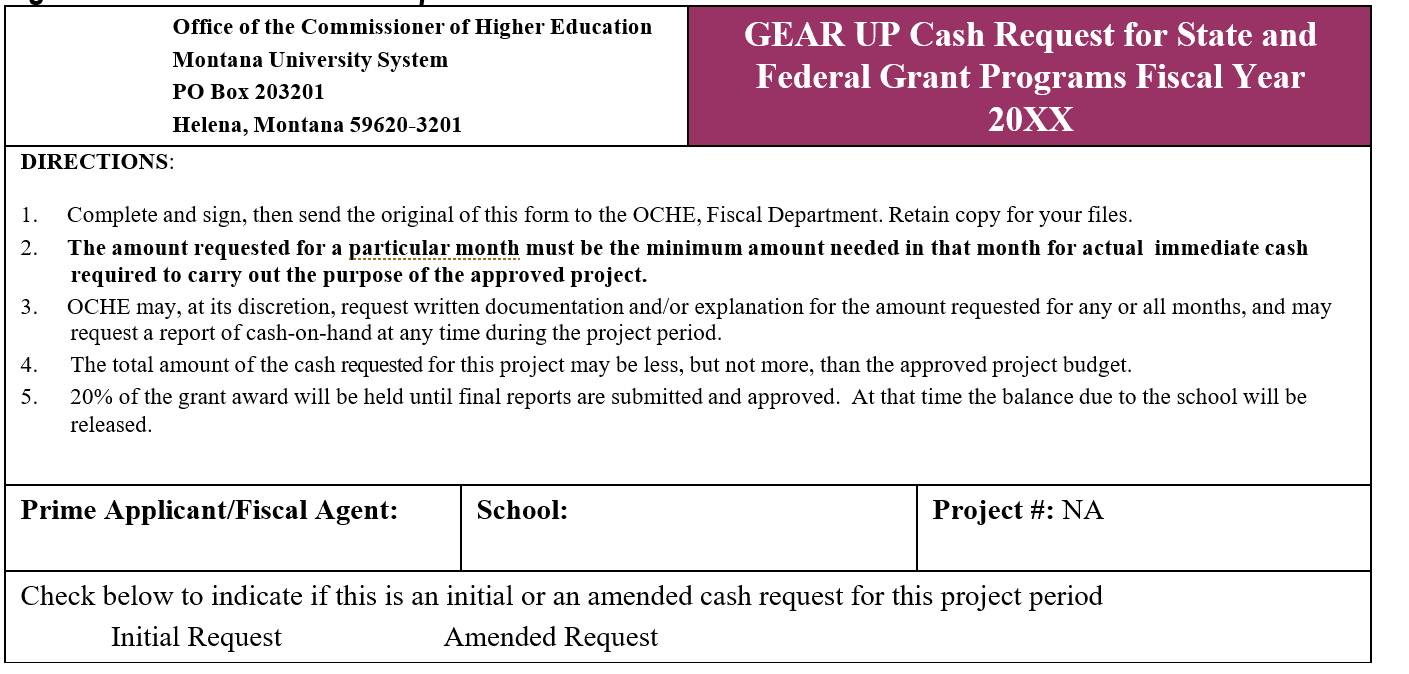 Office of the Commissioner of Higher Education
Montana University System
PO Box 203201
Helena, Montana 59620-3201
GEAR UP Cash Request for State and
Federal Grant Programs Fiscal Year
20XX
DIRECTIONS:
1. Complete and sign, then send the original of this form to the OCHE, Fiscal Department. Retain copy for your files.
2. The amount requested for a particular month must be the minimum amount needed in that month for actual immediate cash
required to carry out the purpose of the approved project.
3. OCHE may, at its discretion, request written documentation and/or explanation for the amount requested for any or all months, and may
request a report of cash-on-hand at any time during the project period.
4. The total amount of the cash requested for this project may be less, but not more, than the approved project budget.
5. 20% of the grant award will be held until final reports are submitted and approved. At that time the balance due to the school will be
released.
Prime Applicant/Fiscal Agent:
School:
Project #: NA
Check below to indicate if this is an initial or an amended cash request for this project period
Initial Request Amended Request